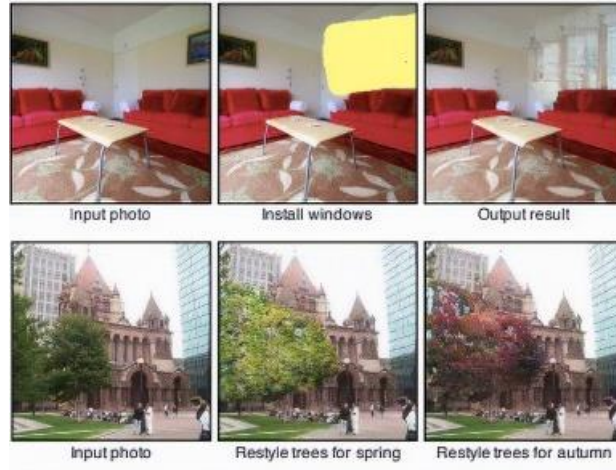 Input photo
Install windows
Output result
Input photo
Restyle trees for spring
Restyle trees for autumn